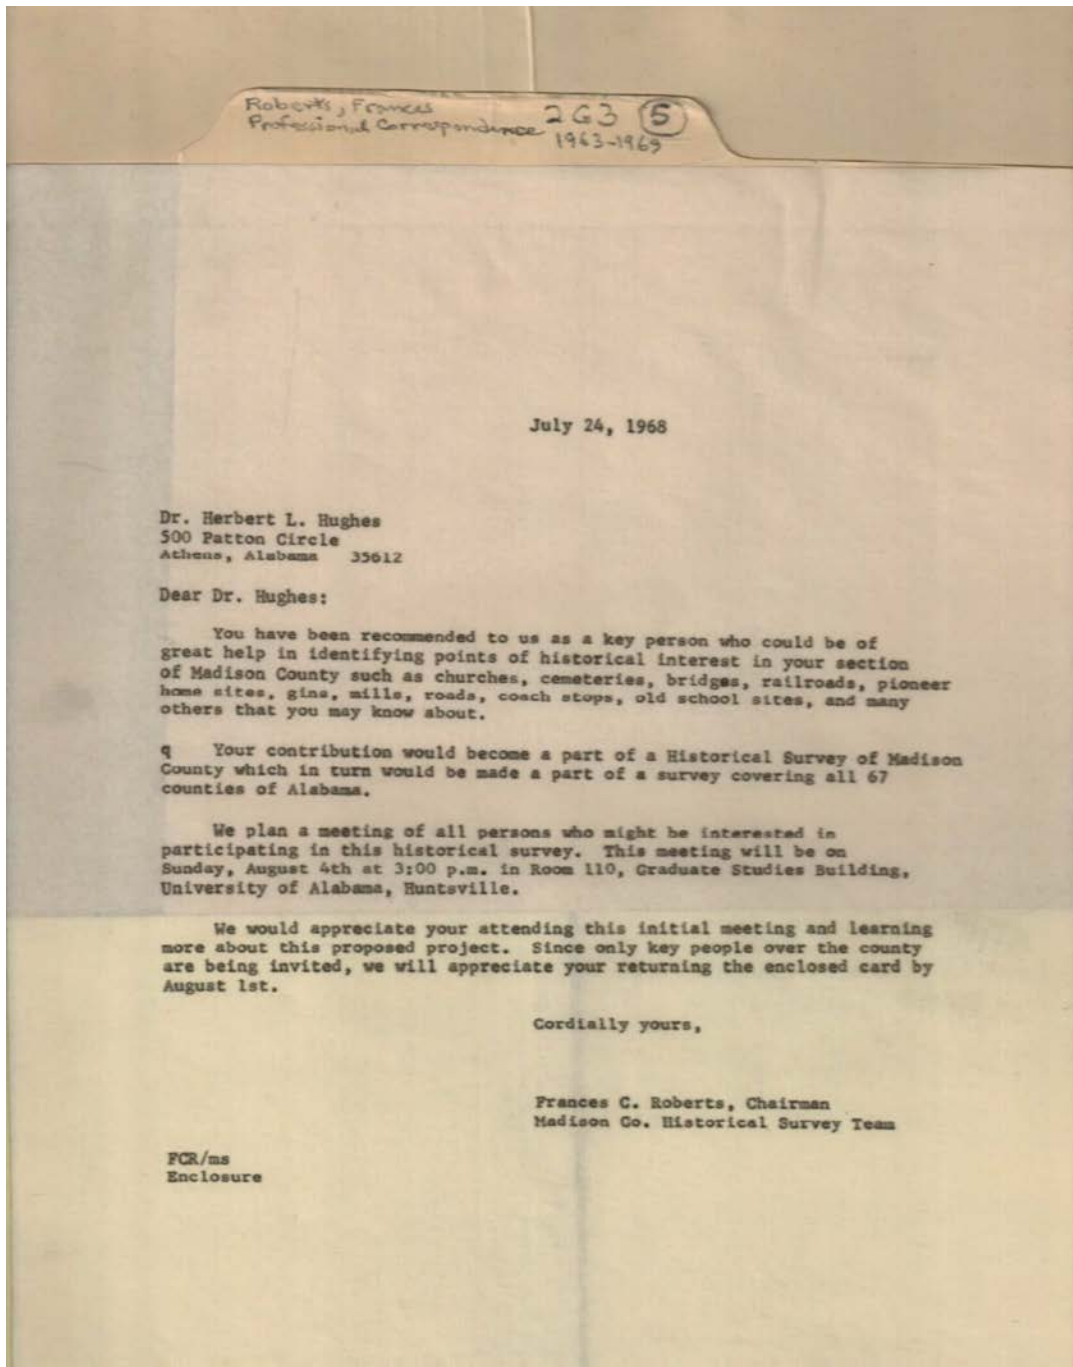 Roberts, Frances 2G3 5
Professional Correspondence 1963-1969
July 24, 1968
Dr. Herbert L. Hughes
500 Patton Circle
Athens, Alabama 35612
Dear Dr. Hughes:
You have been recommended to us as a key person who could be of
great help in identifying points of historical interest in your section
of Madison County such as churches, cemeteries, bridges, railroads, pioneer
home sites, gins, mills, roads, coach stops, old school sites, and many
others that you may know about.
q Your contribution would become a part of a Historical Survey of Madison
County which in turn would be made a part of a survey covering all 67
counties of Alabama.
We plan a meeting of all persons who might be interested in
participating in this historical survey. This meeting will be on
Sunday, August 4th at 3:00 p.m. in Room 110, Graduate Studies Building,
University of Alabama, Huntsville.
We would appreciate your attending this initial meeting and learning
more about this proposed project. Since only key people over the county
are being invited, we will appreciate your returning the enclosed card by
August 1st.
Cordially yours,
Frances C. Roberts, Chairman
Madison Co. Historical Survey Team
FCR/ms
Enclosure